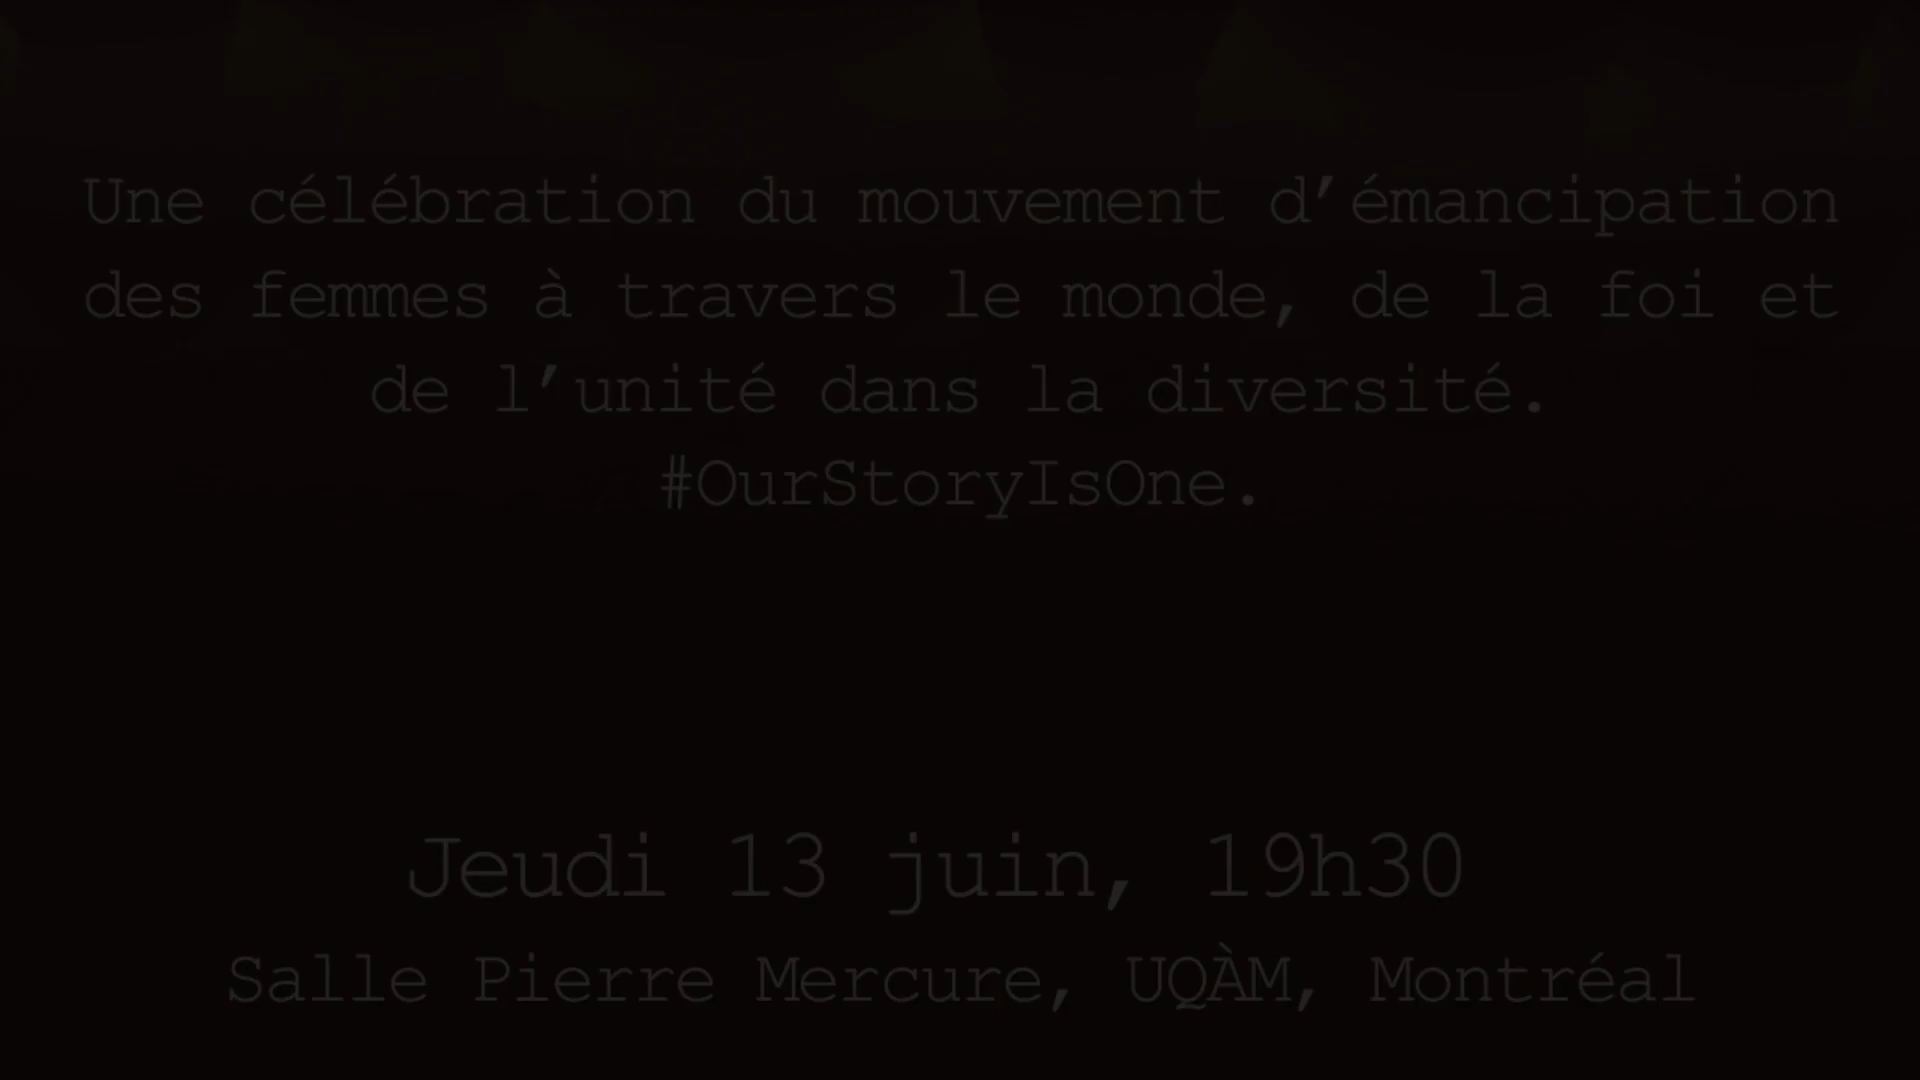 Une célébration du mouvement d’émancipation
des femmes à travers le monde, de la foi et
de l’unité dans la diversité.
#OurStoryIsOne.
Jeudi 13 juin, 19h30
Salle Pierre Mercure, UQÀM, Montréal